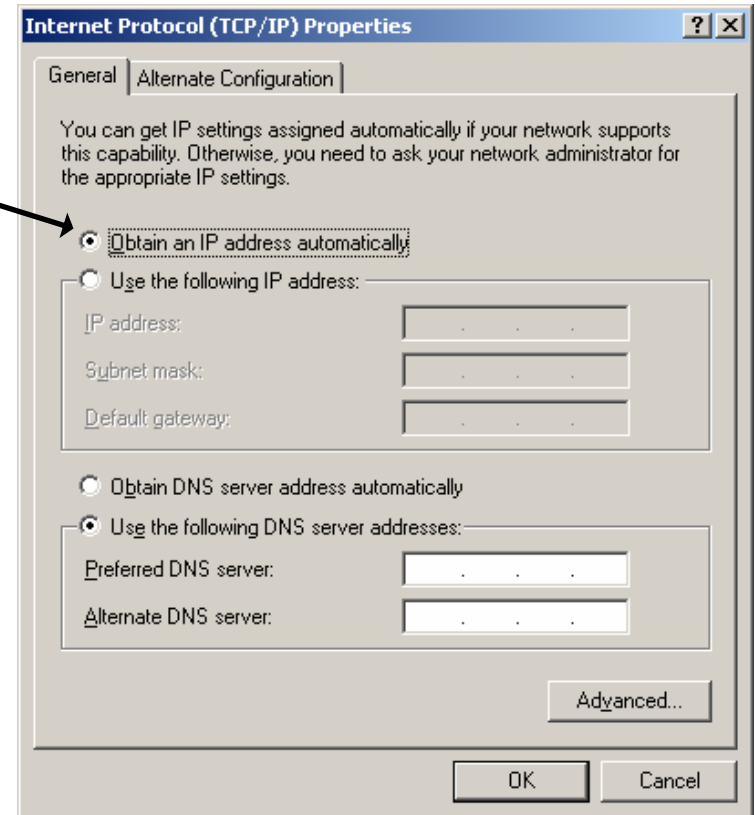 Internet Protocol (TCP/IP) Properties
General
Alternate Configuration
You can get IP settings assigned automatically if your network supports
this capability. Otherwise, you need to ask your network administrator for
the appropriate IP settings.
Obtain an IP address automatically
Use the following IP address:
IP address:
Subnet mask:
Default gateway:
Obtain DNS server address automatically
Use the following DNS server addresses:
Preferred DNS server:
Alternate DNS server:
Advanced...
OK
Cancel